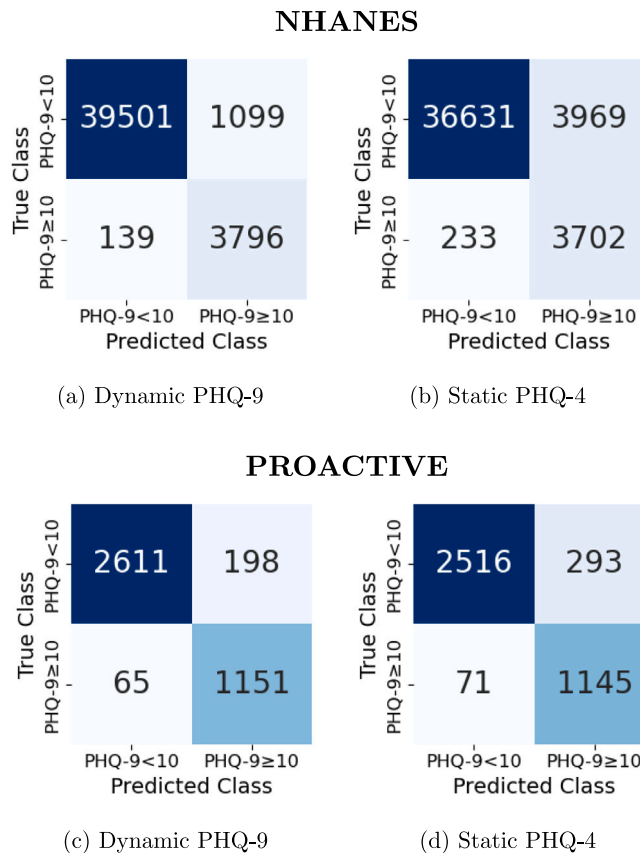 NHANES
True Class
PHQ-9<10
39501 1099
PHQ-9≥10
139 3796
PHQ-9<10 PHQ-9≥10
Predicted Class
(a) Dynamic PHQ-9
True Class
PHQ-9<10
36631 3969
PHQ-9≥10
233 3702
PHQ-9<10 PHQ-9≥10
Predicted Class
(b) Static PHQ-4
PROACTIVE
True Class
PHQ-9<10
2611 198
PHQ-9≥10
65 1151
PHQ-9<10 PHQ-9≥10
Predicted Class
(c) Dynamic PHQ-9
True Class
PHQ-9<10
2516 293
PHQ-9≥10
71 1145
PHQ-9<10 PHQ-9≥10
Predicted Class
(d) Static PHQ-4